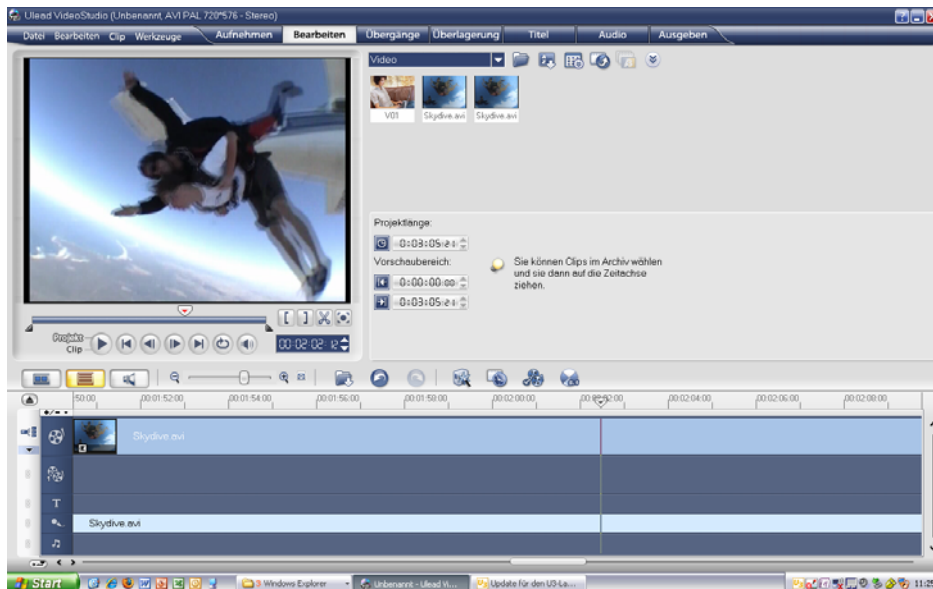 Ulead VideoStudio (Unbenannt, AVI PAL 720*576 - Stereo)
Datei Bearbeiten Clip Werkzeuge Aufnehmen Bearbeiten Übergänge Überlagerung Titel Audio Ausgeben
Video
V01 Skydive.avi Skydive.avi
Projektlänge:
0:03:05:21
Vorschaubereich:
0:00:00:00
0:03:05:21
Sie können Clips im Archiv wählen
und sie dann auf die Zeitachse
ziehen.
Projekt
Clip
00:02:02:12
50:00 00:01:52:00 00:01:54:00 00:01:56:00 00:01:59:00 00:02:00:00 00:02:04:00 00:02:06:00 00:02:08:00
Skydive.avi
T
Skydive.avi
Start 3 Windows Explorer Unbenannt - Ulead Vi... Update für den U3-La... 11:25